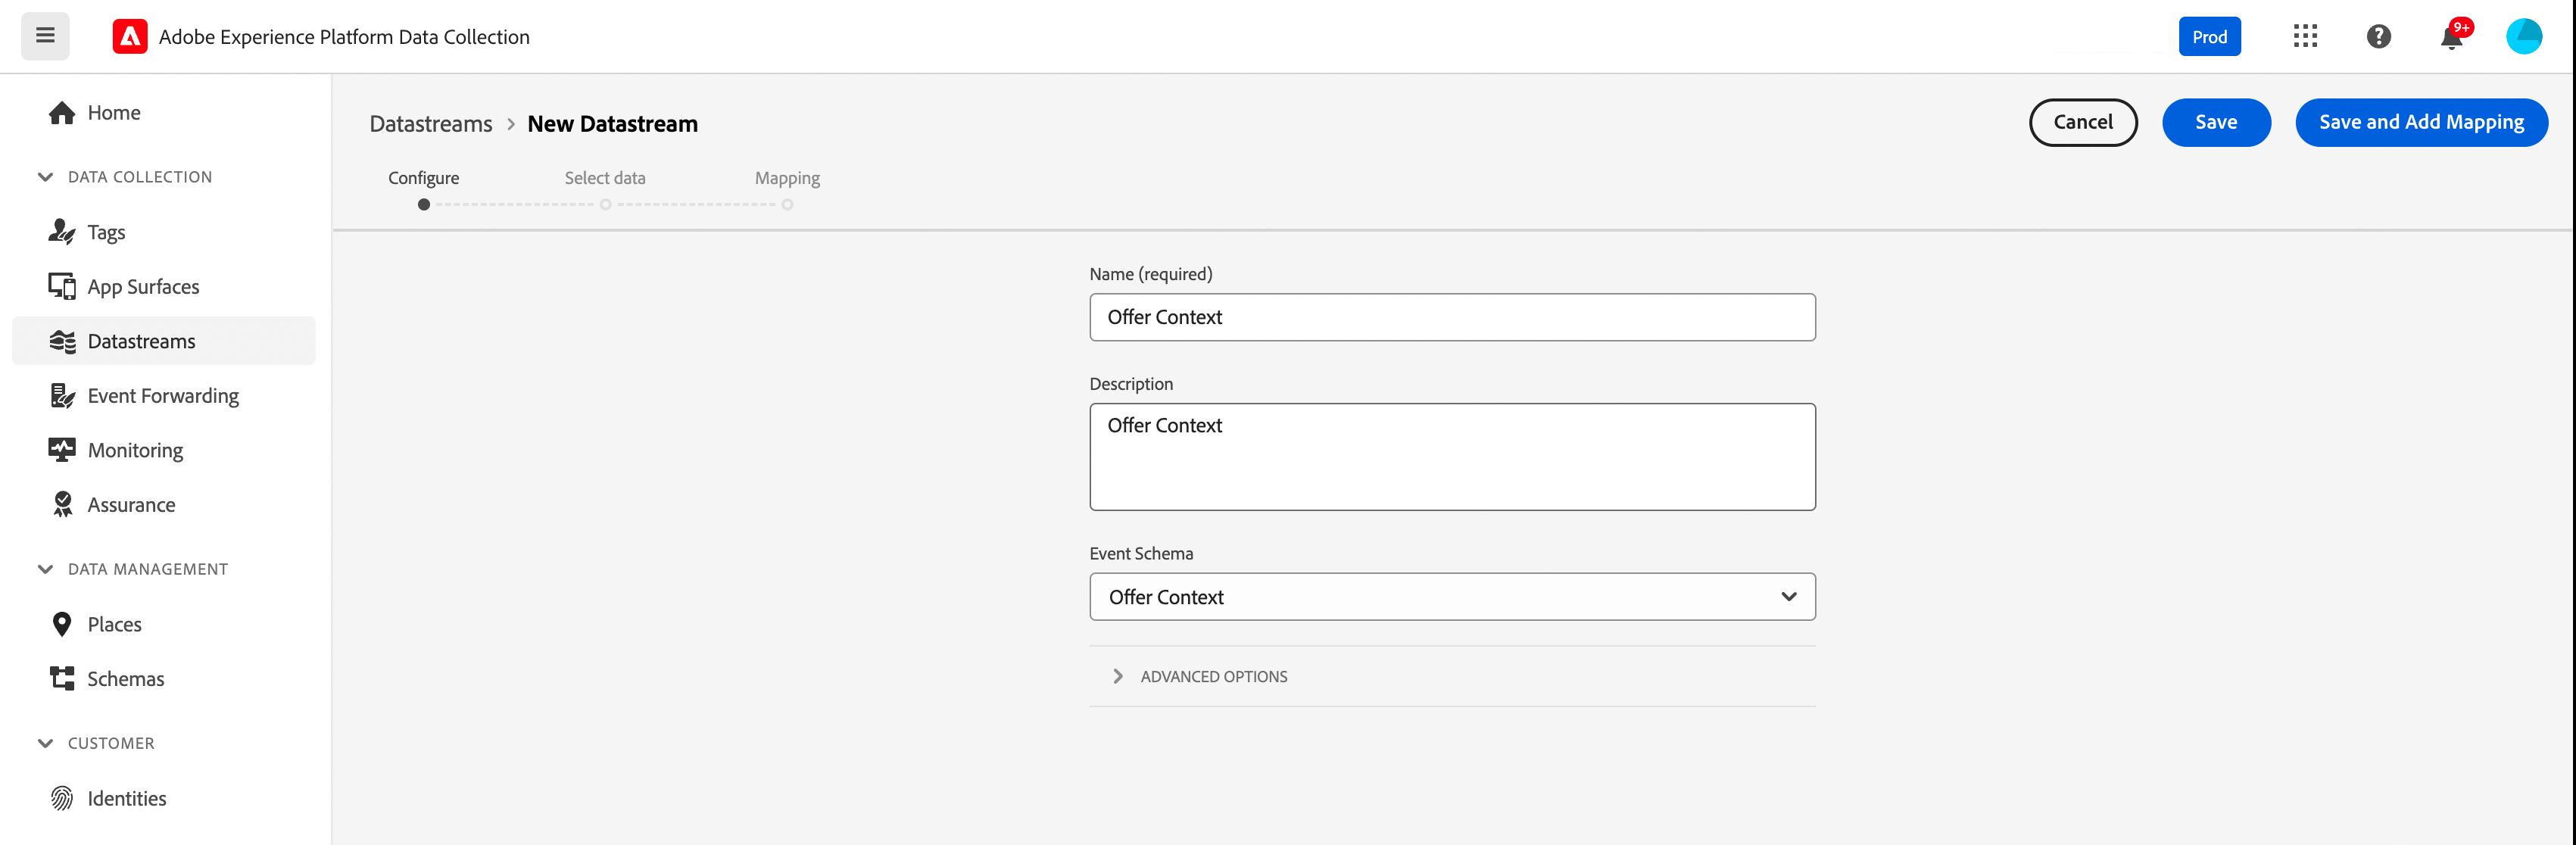 Adobe Experience Platform Data Collection
Prod
9+
Home
DATA COLLECTION
Tags
App Surfaces
Datastreams
Event Forwarding
Monitoring
Assurance
DATA MANAGEMENT
Places
Schemas
CUSTOMER
Identities
Datastreams > New Datastream
Cancel
Save
Save and Add Mapping
Configure
Select data
Mapping
Name (required)
Offer Context
Description
Offer Context
Event Schema
Offer Context
ADVANCED OPTIONS